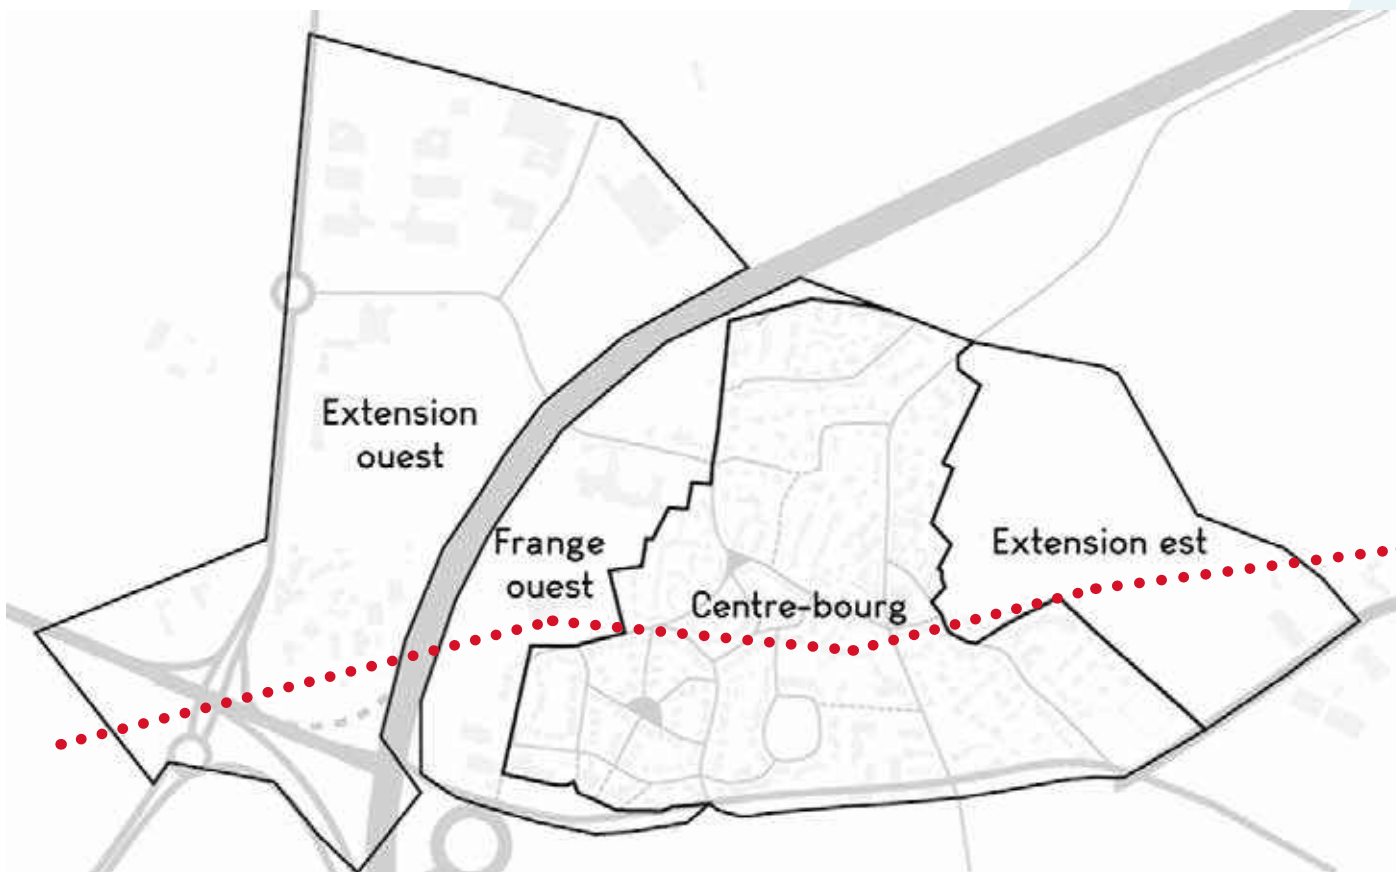 Extension
ouest
Frange
ouest
Centre-bourg
Extension est